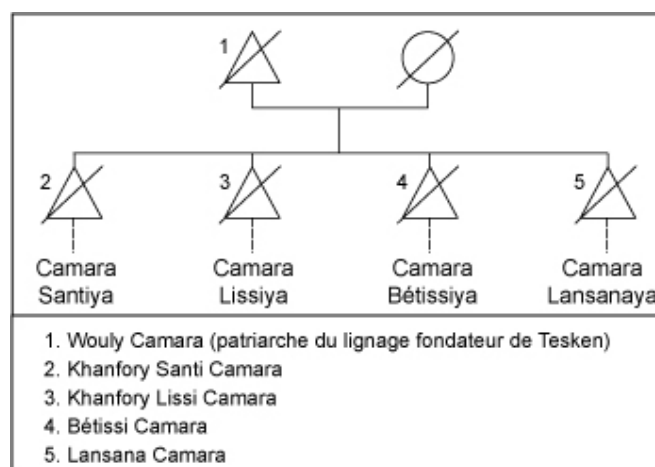 1
2
3
4
5
Camara Santiya
Camara Lissiya
Camara Bétissiya
Camara Lansanaya
1. Wouly Camara (patriarche du lignage fondateur de Tesken)
2. Khanfory Santi Camara
3. Khanfory Lissi Camara
4. Bétissi Camara
5. Lansana Camara